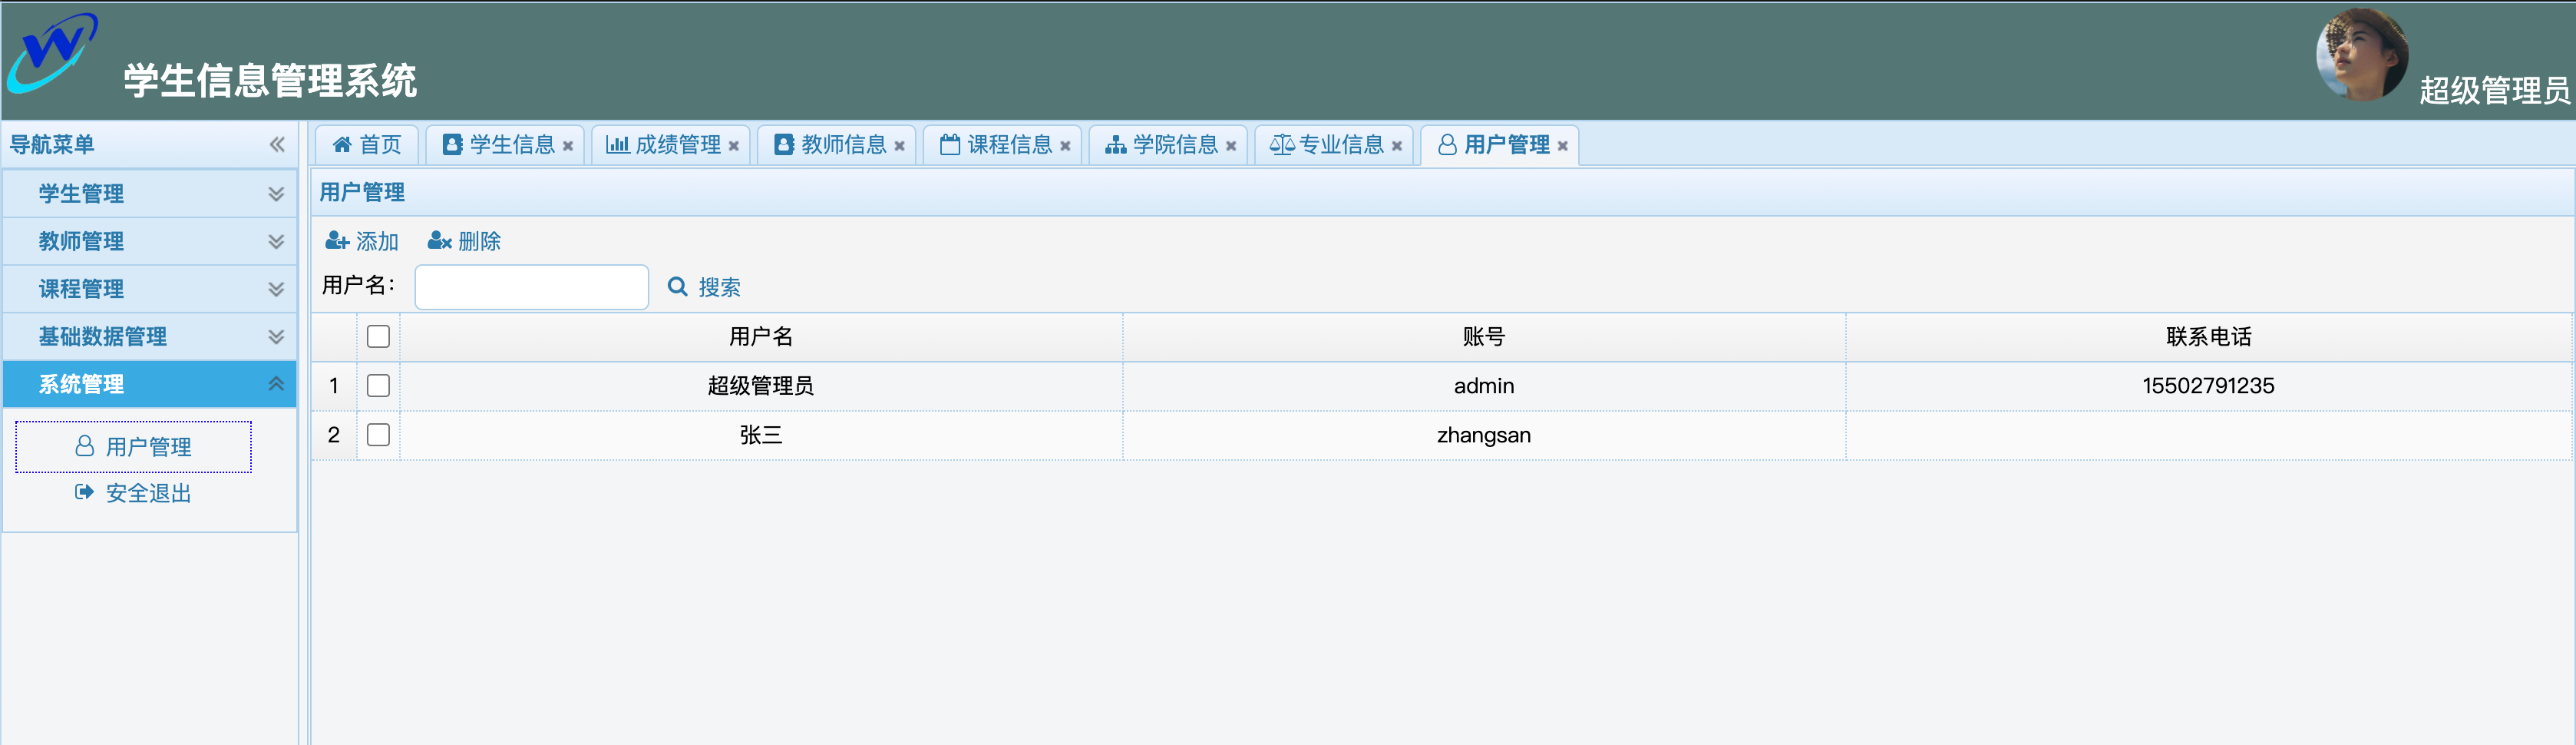 W
学生信息管理系统
超级管理员
导航菜单
首页 学生信息 成绩管理 教师信息 课程信息 学院信息 专业信息 用户管理
学生管理
教师管理
课程管理
基础数据管理
系统管理
用户管理
安全退出
用户管理
添加 删除
用户名： 搜索
用户名 账号 联系电话
1 超级管理员 admin 15502791235
2 张三 zhangsan